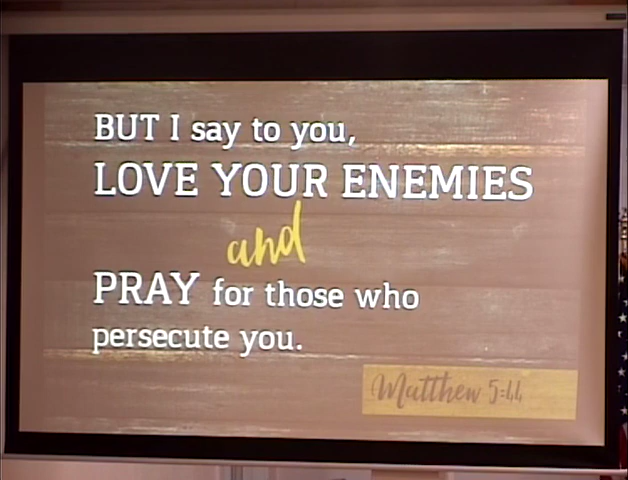 BUT I say to you,
LOVE YOUR ENEMIES
and
PRAY for those who
persecute you.
Matthew 5:44